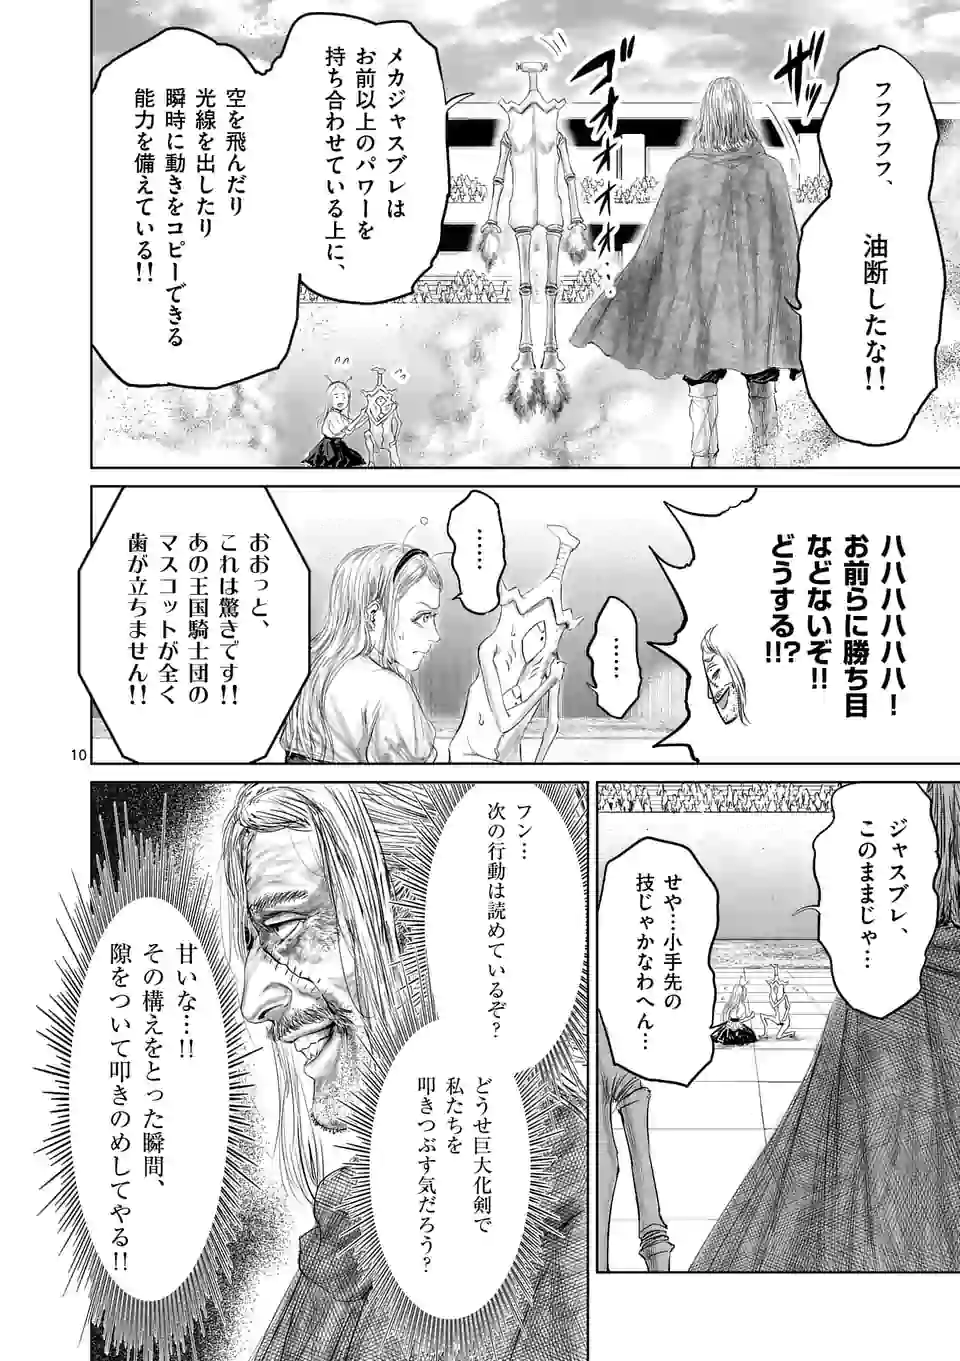 フフフフフ、
油断したな!!
ザッ
ゴゴゴゴ…
メカジャスブレは
お前以上のパワーを
持ち合わせている上に、
空を飛んだり
光線を出したり
瞬時に動きをコピーできる
能力を備えている!!
ハハハハハハハ!
お前らに勝ち目
などないぞ!!
どうする!!?
……
……
おおっと、
これは驚きです!!
あの王国騎士団の
マスコットが全く
歯が立ちません!!
10
ジャスブレ、
このままじゃ…
せや…小手先の
技じゃかなわへん…
フン…
次の行動は読めているぞ?
どうせ巨大化剣で
私たちを
叩きつぶす気だろう?
甘いな…!!
その構えをとった瞬間、
隙をついて叩きのめしてやる!!